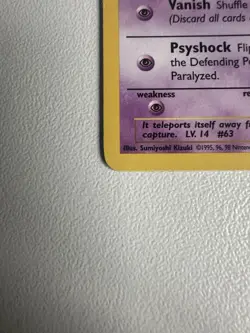 Vanish Shuffle
(Discard all cards
Psyshock Flip
the Defending
Paralyzed.
weakness
It teleports itself away
capture. LV. 14 #63
Illus. Sumiyoshi Kizuki ©1995, 96, 98 Nintendo